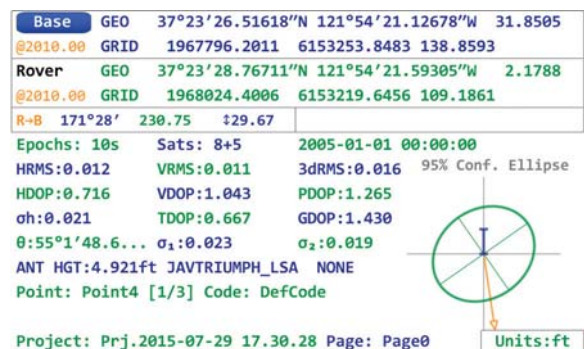 Base GEO 37°23′26.51618″N 121°54′21.12678″W 31.8505
@2010.00 GRID 1967796.2011 6153253.8483 138.8593
Rover GEO 37°23′28.76711″N 121°54′21.59305″W 2.1788
@2010.00 GRID 1968024.4006 6153219.6456 109.1861
R→B 171°28′ 230.75 ↕29.67
Epochs: 10s Sats: 8+5 2005-01-01 00:00:00
HRMS:0.012 VRMS:0.011 3dRMS:0.016 95% Conf. Ellipse
HDOP:0.716 VDOP:1.043 PDOP:1.265
σh:0.021 TDOP:0.667 GDOP:1.430
θ:55°1′48.6... σ₁:0.023 σ₂:0.019
ANT HGT:4.921ft JAVTRIUMPH_LSA NONE
Point: Point4 [1/3] Code: DefCode
Project: Prj.2015-07-29 17.30.28 Page: Page0 Units:ft